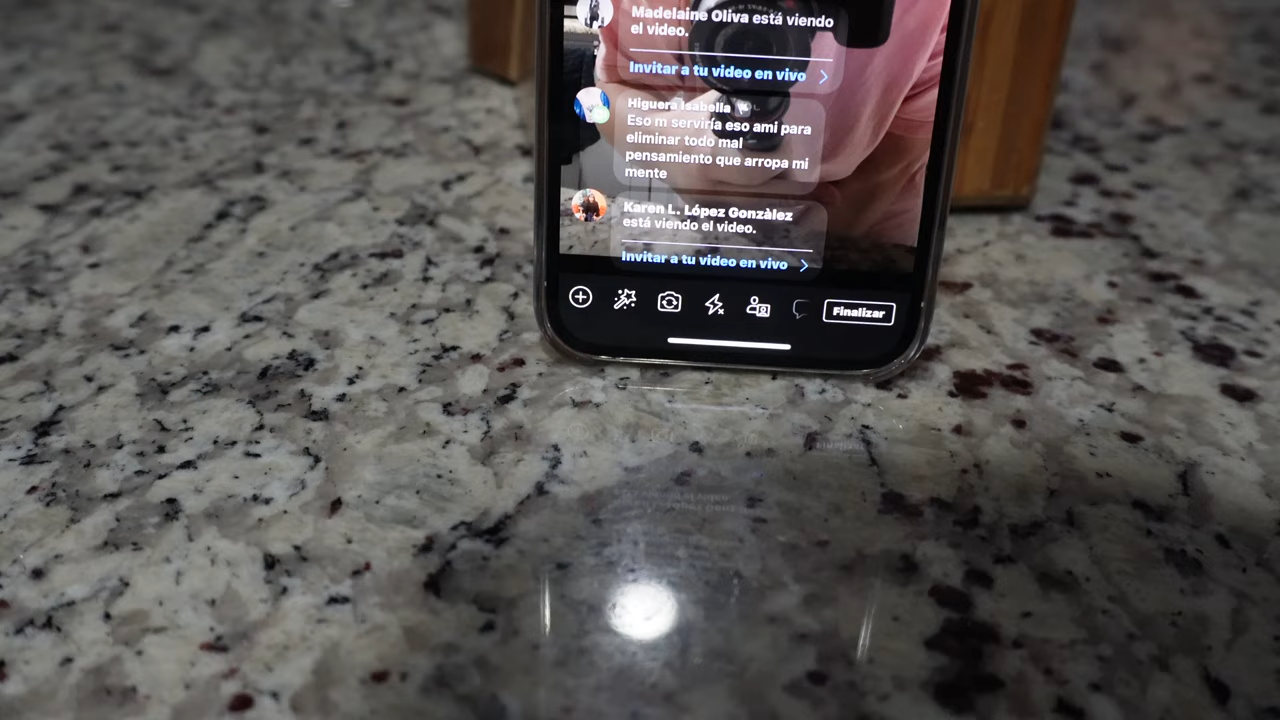 Madelaine Oliva está viendo
el video.
Invitar a tu video en vivo
Higuera Isabella
Eso m serviría eso ami para
eliminar todo mal
pensamiento que arropa mi
mente
Karen L. López Gonzàlez
está viendo el video.
Invitar a tu video en vivo
Finalizar